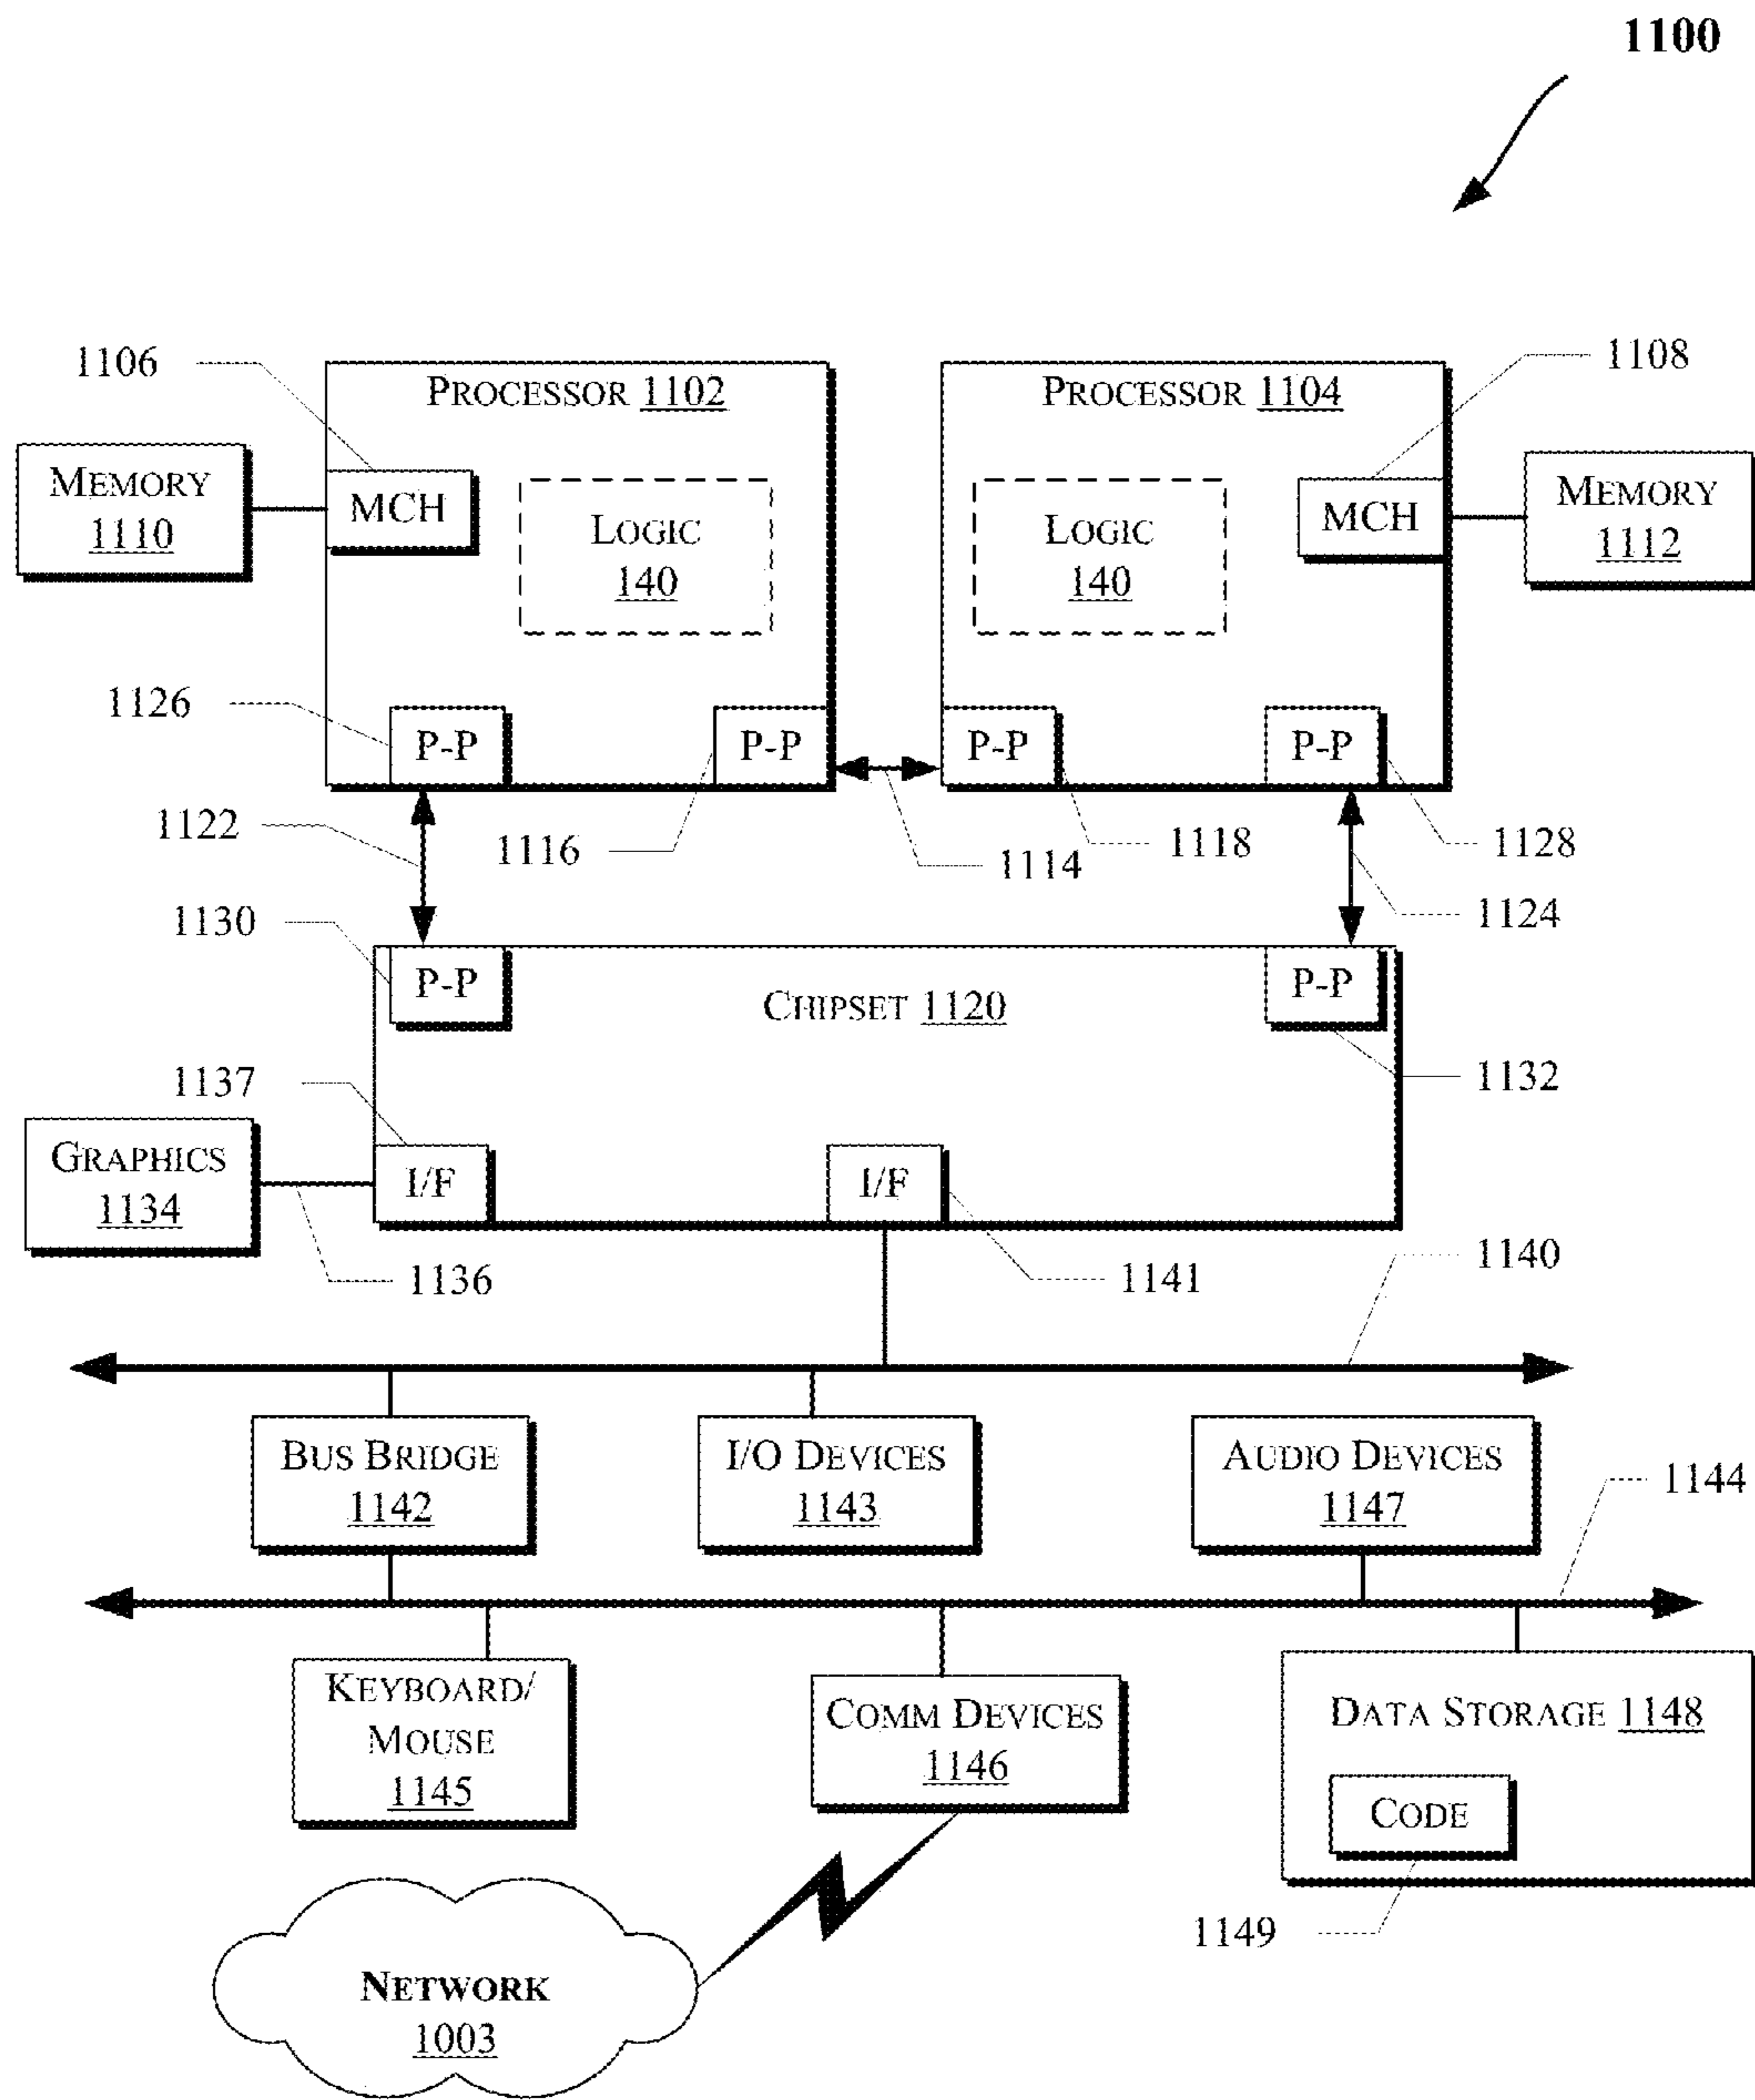 1100
1106
PROCESSOR 1102
PROCESSOR 1104
1108
MEMORY
1110
MCH
LOGIC
140
LOGIC
140
MCH
MEMORY
1112
1126
P-P
P-P
P-P
P-P
1122
1116
1114
1118
1128
1124
1130
P-P
CHIPSET 1120
P-P
1132
1137
GRAPHICS
1134
I/F
I/F
1136
1141
1140
BUS BRIDGE
1142
I/O DEVICES
1143
AUDIO DEVICES
1147
1144
KEYBOARD/
MOUSE
1145
COMM DEVICES
1146
DATA STORAGE 1148
CODE
1149
NETWORK
1003